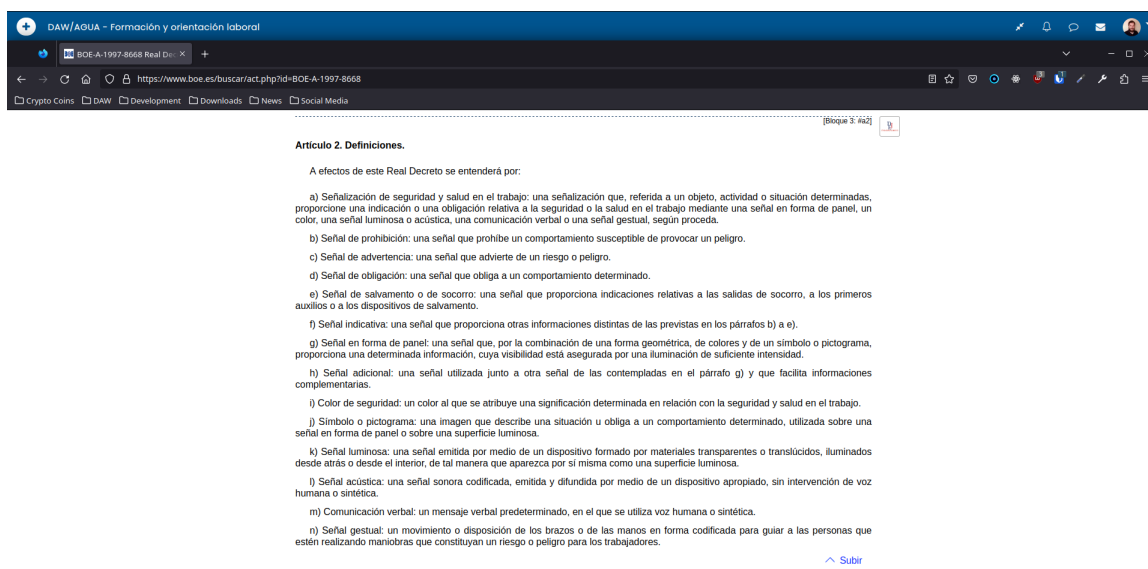 DAW/AGUA - Formación y orientación laboral
BOE-A-1997-8668 Real Dec
https://www.boe.es/buscar/act.php?id=BOE-A-1997-8668
Crypto Coins DAW Development Downloads News Social Media
[Bloque 3: #a2]
Artículo 2. Definiciones.
A efectos de este Real Decreto se entenderá por:
a) Señalización de seguridad y salud en el trabajo: una señalización que, referida a un objeto, actividad o situación determinadas,
proporcione una indicación o una obligación relativa a la seguridad o la salud en el trabajo mediante una señal en forma de panel, un
color, una señal luminosa o acústica, una comunicación verbal o una señal gestual, según proceda.
b) Señal de prohibición: una señal que prohíbe un comportamiento susceptible de provocar un peligro.
c) Señal de advertencia: una señal que advierte de un riesgo o peligro.
d) Señal de obligación: una señal que obliga a un comportamiento determinado.
e) Señal de salvamento o de socorro: una señal que proporciona indicaciones relativas a las salidas de socorro, a los primeros
auxilios o a los dispositivos de salvamento.
f) Señal indicativa: una señal que proporciona otras informaciones distintas de las previstas en los párrafos b) a e).
g) Señal en forma de panel: una señal que, por la combinación de una forma geométrica, de colores y de un símbolo o pictograma,
proporciona una determinada información, cuya visibilidad está asegurada por una iluminación de suficiente intensidad.
h) Señal adicional: una señal utilizada junto a otra señal de las contempladas en el párrafo g) y que facilita informaciones
complementarias.
i) Color de seguridad: un color al que se atribuye una significación determinada en relación con la seguridad y salud en el trabajo.
j) Símbolo o pictograma: una imagen que describe una situación u obliga a un comportamiento determinado, utilizada sobre una
señal en forma de panel o sobre una superficie luminosa.
k) Señal luminosa: una señal emitida por medio de un dispositivo formado por materiales transparentes o translúcidos, iluminados
desde atrás o desde el interior, de tal manera que aparezca por sí misma como una superficie luminosa.
l) Señal acústica: una señal sonora codificada, emitida y difundida por medio de un dispositivo apropiado, sin intervención de voz
humana o sintética.
m) Comunicación verbal: un mensaje verbal predeterminado, en el que se utiliza voz humana o sintética.
n) Señal gestual: un movimiento o disposición de los brazos o de las manos en forma codificada para guiar a las personas que
estén realizando maniobras que constituyan un riesgo o peligro para los trabajadores.
Subir